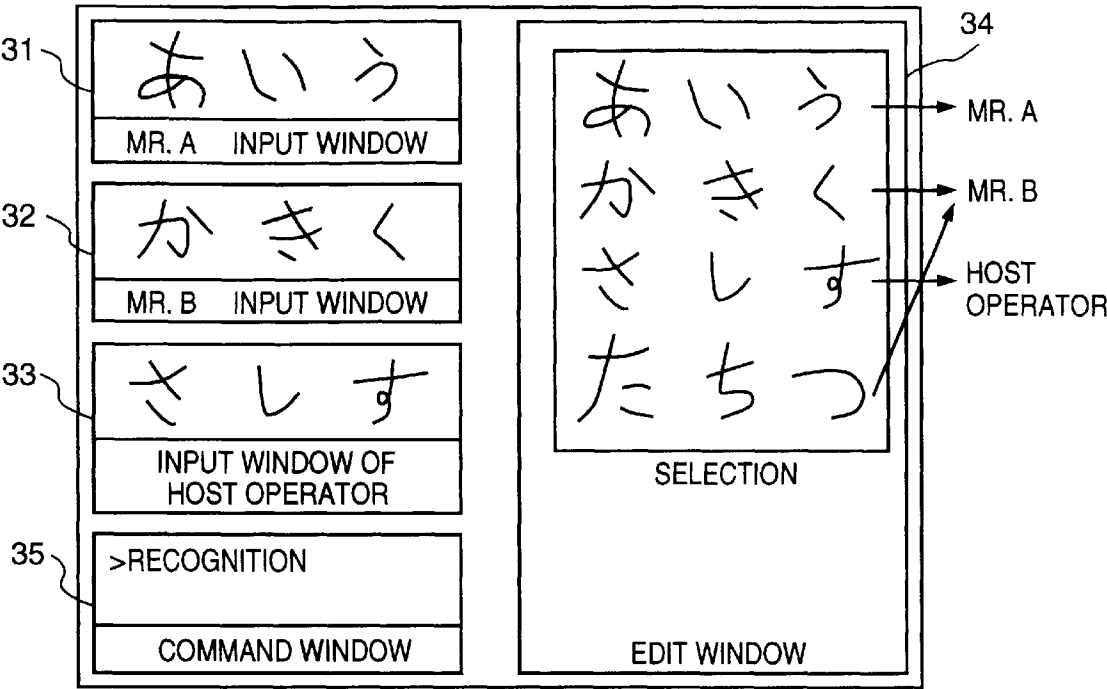 31
あいう
MR. A INPUT WINDOW
32
かきく
MR. B INPUT WINDOW
33
さしす
INPUT WINDOW OF
HOST OPERATOR
35
>RECOGNITION
COMMAND WINDOW
34
あいう
MR. A
かきく
MR. B
さしす
HOST
OPERATOR
たちつ
SELECTION
EDIT WINDOW